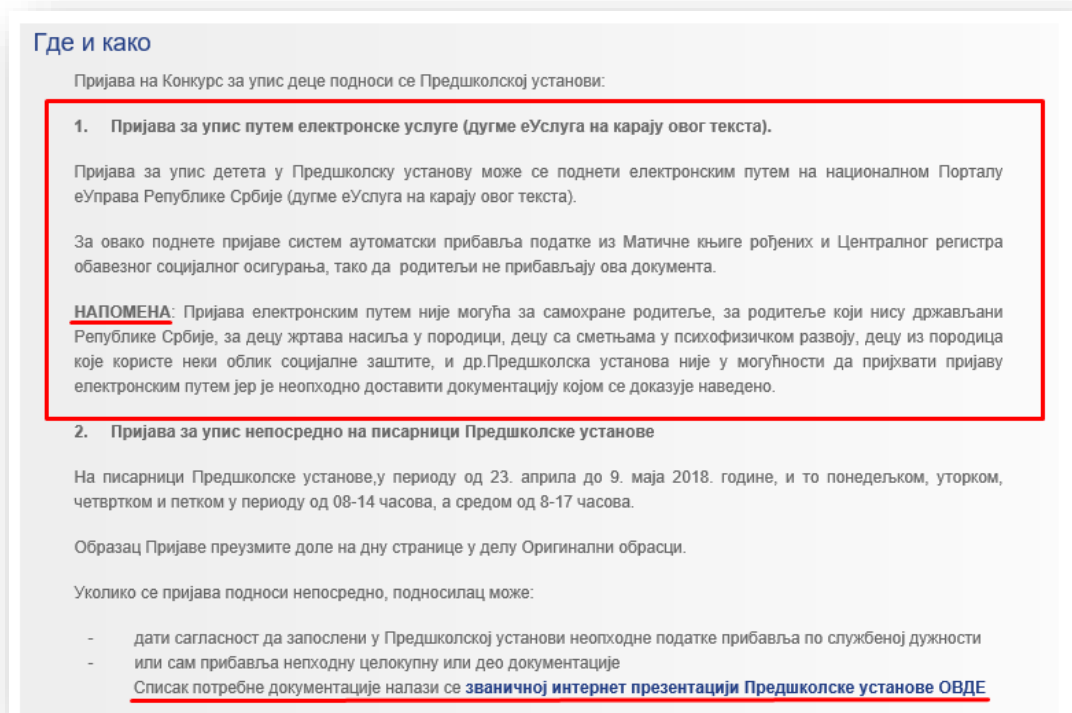 Где и како
Пријава на Конкурс за упис деце подноси се Предшколској установи:
1. Пријава за упис путем електронске услуге (дугме еУслуга на карају овог текста).
Пријава за упис детета у Предшколску установу може се поднети електронским путем на националном Порталу
еУправа Републике Србије (дугме еУслуга на карају овог текста).
За овако поднете пријаве систем аутоматски прибавља податке из Матичне књиге рођених и Централног регистра
обавезног социјалног осигурања, тако да родитељи не прибављају ова документа.
НАПОМЕНА: Пријава електронским путем није могућа за самохране родитеље, за родитеље који нису држављани
Републике Србије, за децу жртава насиља у породици, децу са сметњама у психофизичком развоју, децу из породица
које користе неки облик социјалне заштите, и др.Предшколска установа није у могућности да пријхвати пријаву
електронским путем јер је неопходно доставити документацију којом се доказује наведено.
2. Пријава за упис непосредно на писарници Предшколске установе
На писарници Предшколске установе,у периоду од 23. априла до 9. маја 2018. године, и то понедељком, уторком,
четвртком и петком у периоду од 08-14 часова, а средом од 8-17 часова.
Образац Пријаве преузмите доле на дну странице у делу Оригинални обрасци.
Уколико се пријава подноси непосредно, подносилац може:
- дати сагласност да запослени у Предшколској установи неопходне податке прибавља по службеној дужности
- или сам прибавља непходну целокупну или део документације
Списак потребне документације налази се званичној интернет презентацији Предшколске установе ОВДЕ